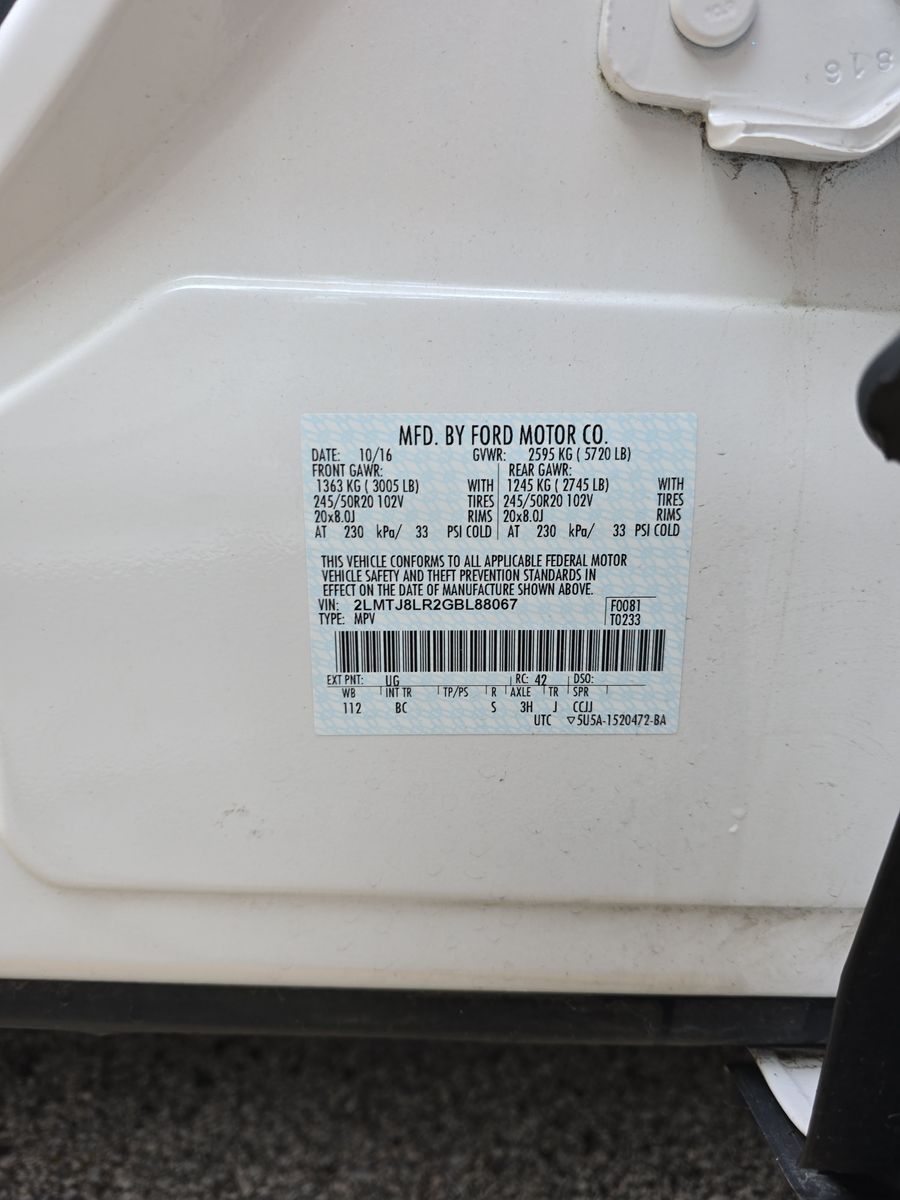 816
MFD. BY FORD MOTOR CO.
DATE: 10/16 GVWR: 2595 KG ( 5720 LB)
FRONT GAWR: REAR GAWR:
1363 KG ( 3005 LB) WITH 1245 KG ( 2745 LB) WITH
245/50R20 102V TIRES 245/50R20 102V TIRES
20x8.0J RIMS 20x8.0J RIMS
AT 230 kPa/ 33 PSI COLD AT 230 kPa/ 33 PSI COLD
THIS VEHICLE CONFORMS TO ALL APPLICABLE FEDERAL MOTOR
VEHICLE SAFETY AND THEFT PREVENTION STANDARDS IN
EFFECT ON THE DATE OF MANUFACTURE SHOWN ABOVE.
VIN: 2LMTJ8LR2GBL88067 F0081
TYPE: MPV T0233
EXT PNT: UG RC: 42 DSO:
WB INT TR TP/PS R AXLE TR SPR
112 BC S 3H J CCJJ
UTC ▽5U5A-1520472-BA